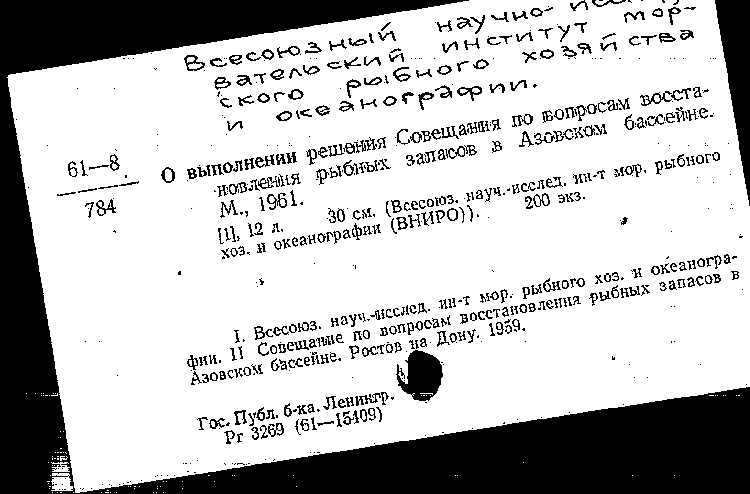 Всесоюзный научно-
вательский институт мор-
ского рыбного хозяйства
и океанографии.
61—8
784
О выполнении решения Совещания по вопросам восста-
новления рыбных запасов в Азовском бассейне.
М., 1961.
[1], 12 л. 30 см. (Всесоюз. науч.-исслед. ин-т мор. рыбного
хоз. и океанографии (ВНИРО)). 200 экз.
I. Всесоюз. науч.-исслед. ин-т мор. рыбного хоз. и океаногра-
фии. II Совещание по вопросам восстановления рыбных запасов в
Азовском бассейне. Ростов на Дону. 1959.
Гос. Публ. б-ка. Ленингр.
Рг 3269 (61—15409)